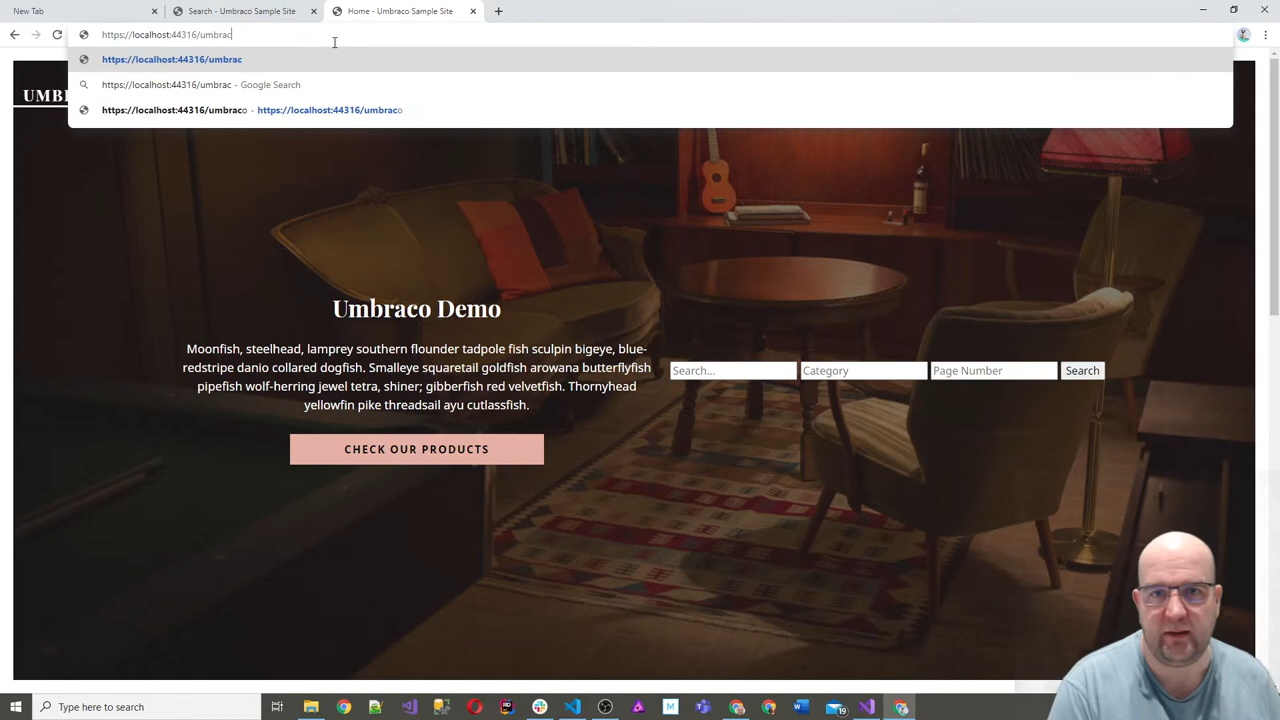 New Tab
Search - Umbraco Sample Site
Home - Umbraco Sample Site
https://localhost:44316/umbrac
https://localhost:44316/umbrac
https://localhost:44316/umbrac - Google Search
https://localhost:44316/umbraco - https://localhost:44316/umbraco
UMB
Umbraco Demo
Moonfish, steelhead, lamprey southern flounder tadpole fish sculpin bigeye, blue-
redstripe danio collared dogfish. Smalleye squaretail goldfish arowana butterflyfish
pipefish wolf-herring jewel tetra, shiner; gibberfish red velvetfish. Thornyhead
yellowfin pike threadsail ayu cutlassfish.
Search... Category Page Number Search
CHECK OUR PRODUCTS
Type here to search
19